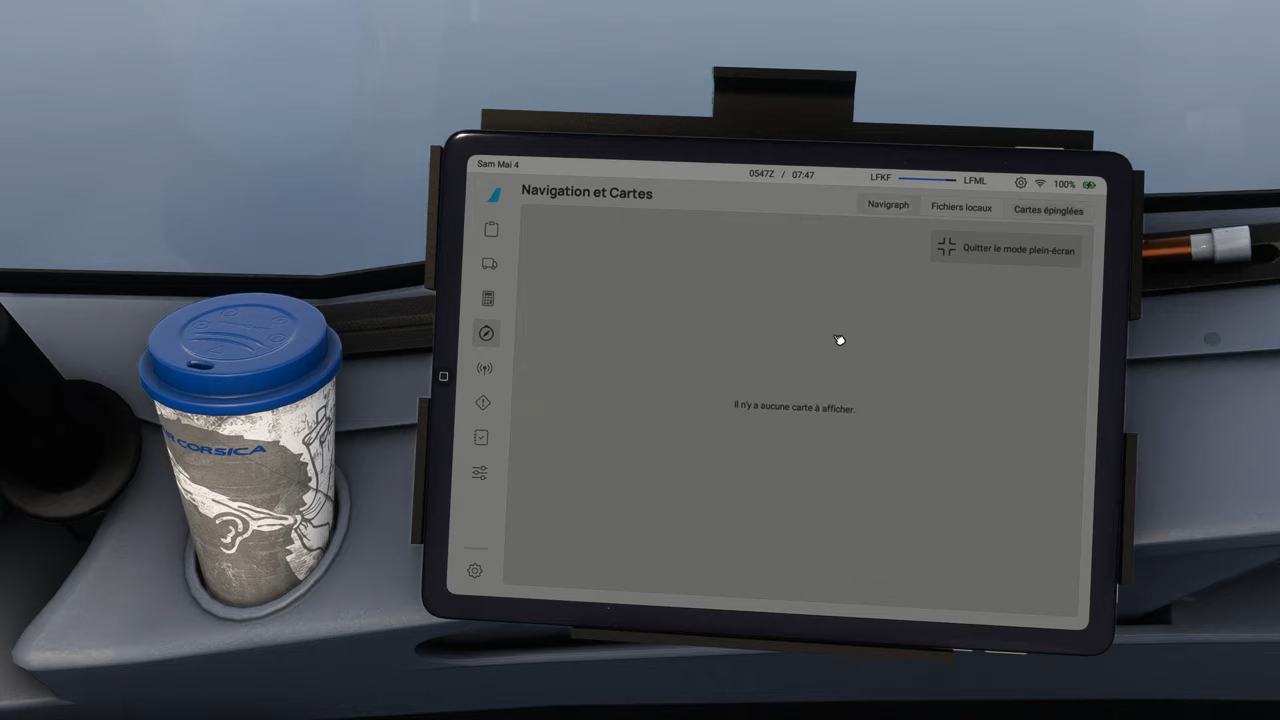 Sam Mai 4
0547Z / 07:47
LFKF
LFML
100%
Navigation et Cartes
Navigraph
Fichiers locaux
Cartes épinglées
Quitter le mode plein-écran
Il n'y a aucune carte à afficher.
CORSICA